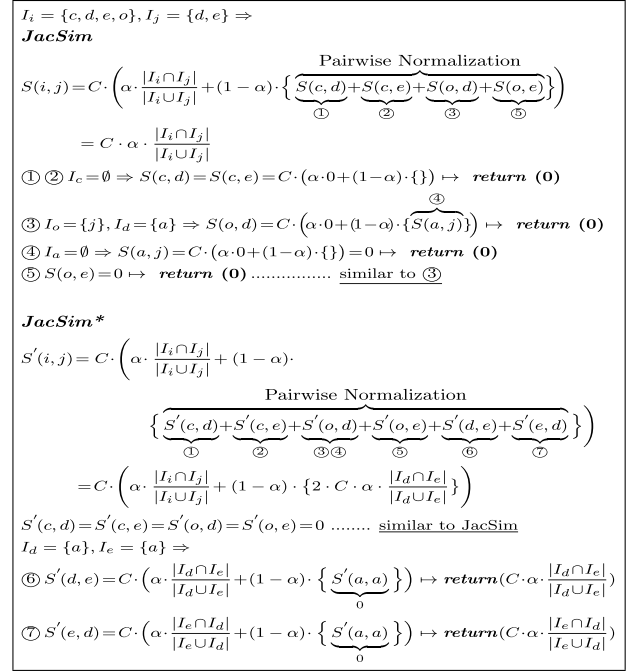 I_i = {c, d, e, o}, I_j = {d, e} ⇒
JacSim
Pairwise Normalization
S(i, j) = C · (α · |I_i ∩ I_j| / |I_i ∪ I_j| + (1 − α) · { S(c, d) + S(c, e) + S(o, d) + S(o, e) })
① ② ③ ⑤
= C · α · |I_i ∩ I_j| / |I_i ∪ I_j|
① ② I_c = ∅ ⇒ S(c, d) = S(c, e) = C · (α · 0 + (1 − α) · {}) ↦ return (0)
④
③ I_o = {j}, I_d = {a} ⇒ S(o, d) = C · (α · 0 + (1 − α) · {S(a, j)}) ↦ return (0)
④ I_a = ∅ ⇒ S(a, j) = C · (α · 0 + (1 − α) · {}) = 0 ↦ return (0)
⑤ S(o, e) = 0 ↦ return (0) ................ similar to ③
JacSim*
S′(i, j) = C · (α · |I_i ∩ I_j| / |I_i ∪ I_j| + (1 − α) ·
Pairwise Normalization
{ S′(c, d) + S′(c, e) + S′(o, d) + S′(o, e) + S′(d, e) + S′(e, d) })
① ② ③④ ⑤ ⑥ ⑦
= C · (α · |I_i ∩ I_j| / |I_i ∪ I_j| + (1 − α) · {2 · C · α · |I_d ∩ I_e| / |I_d ∪ I_e| })
S′(c, d) = S′(c, e) = S′(o, d) = S′(o, e) = 0 ........ similar to JacSim
I_d = {a}, I_e = {a} ⇒
⑥ S′(d, e) = C · (α · |I_d ∩ I_e| / |I_d ∪ I_e| + (1 − α) · { S′(a, a) }) ↦ return(C · α · |I_d ∩ I_e| / |I_d ∪ I_e| )
0
⑦ S′(e, d) = C · (α · |I_e ∩ I_d| / |I_e ∪ I_d| + (1 − α) · { S′(a, a) }) ↦ return(C · α · |I_e ∩ I_d| / |I_e ∪ I_d| )
0